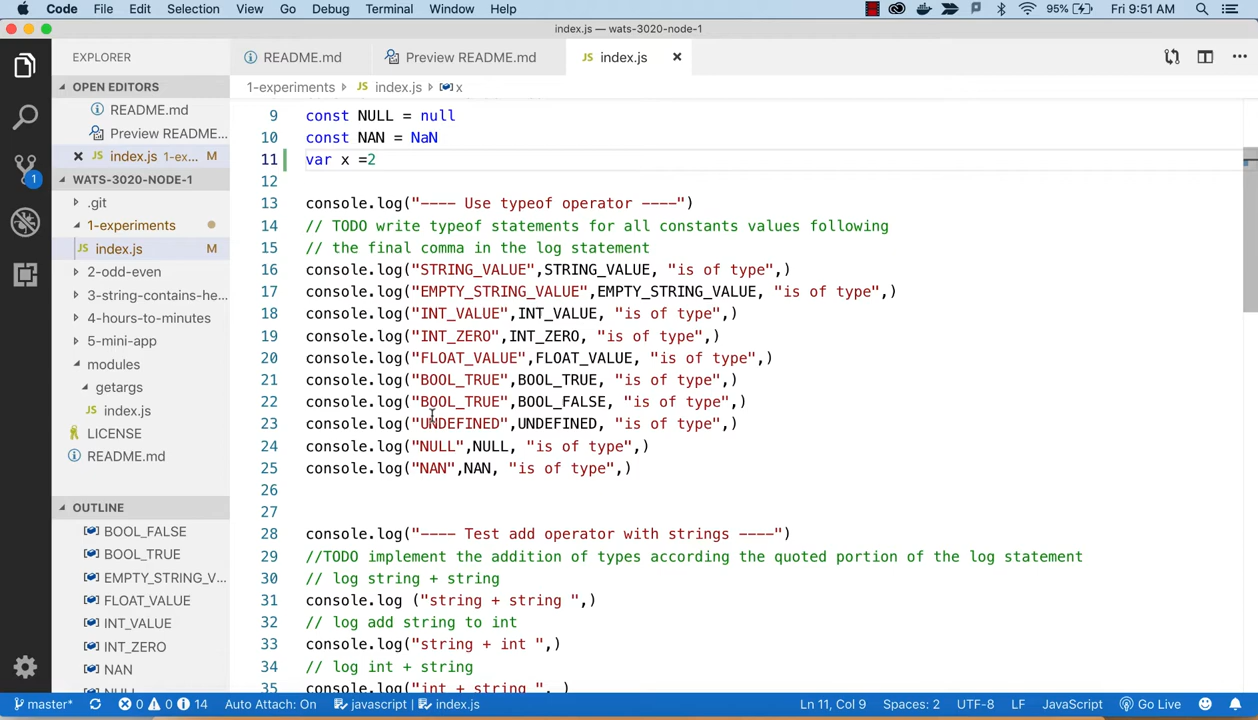 Code File Edit Selection View Go Debug Terminal Window Help 95% Fri 9:51 AM
index.js — wats-3020-node-1
EXPLORER
README.md
Preview README.md
JS index.js
OPEN EDITORS
README.md
Preview README...
index.js 1-ex... M
WATS-3020-NODE-1
.git
1-experiments
JS index.js M
2-odd-even
3-string-contains-he...
4-hours-to-minutes
5-mini-app
modules
getargs
JS index.js
LICENSE
README.md
OUTLINE
BOOL_FALSE
BOOL_TRUE
EMPTY_STRING_V...
FLOAT_VALUE
INT_VALUE
INT_ZERO
NAN
1
1-experiments JS index.js x
9 const NULL = null
10 const NAN = NaN
11 var x =2
12
13 console.log("---- Use typeof operator ----")
14 // TODO write typeof statements for all constants values following
15 // the final comma in the log statement
16 console.log("STRING_VALUE",STRING_VALUE, "is of type",)
17 console.log("EMPTY_STRING_VALUE",EMPTY_STRING_VALUE, "is of type",)
18 console.log("INT_VALUE",INT_VALUE, "is of type",)
19 console.log("INT_ZERO",INT_ZERO, "is of type",)
20 console.log("FLOAT_VALUE",FLOAT_VALUE, "is of type",)
21 console.log("BOOL_TRUE",BOOL_TRUE, "is of type",)
22 console.log("BOOL_TRUE",BOOL_FALSE, "is of type",)
23 console.log("UNDEFINED",UNDEFINED, "is of type",)
24 console.log("NULL",NULL, "is of type",)
25 console.log("NAN",NAN, "is of type",)
26
27
28 console.log("---- Test add operator with strings ----")
29 //TODO implement the addition of types according the quoted portion of the log statement
30 // log string + string
31 console.log ("string + string ",)
32 // log add string to int
33 console.log("string + int ",)
34 // log int + string
35 console.log("int + string ", )
master* 0 0 14 Auto Attach: On javascript index.js Ln 11, Col 9 Spaces: 2 UTF-8 LF JavaScript Go Live